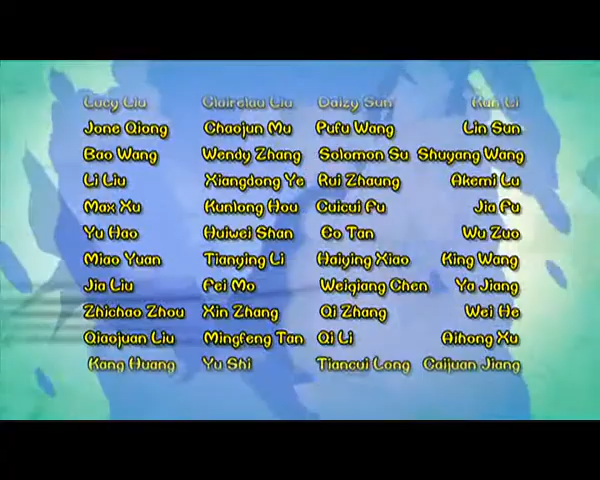 Lucy Liu Clairelau Liu Daizy Sun Kun Li
Jone Qiong Chaojun Mu Pufu Wang Lin Sun
Bao Wang Wendy Zhang Solomon Su Shuyang Wang
Li Liu Xiangdong Ye Rui Zhaung Akemi Lu
Max Xu Kunlong Hou Cuicui Fu Jia Fu
Yu Hao Huiwei Shan Bo Tan Wu Zuo
Miao Yuan Tianying Li Haiying Xiao King Wang
Jia Liu Fei Mo Weiqiang Chen Ya Jiang
Zhichao Zhou Xin Zhang Qi Zhang Wei He
Qiaojuan Liu Mingfeng Tan Qi Li Aihong Xu
Kang Huang Yu Shi Tiancui Long Caijuan Jiang